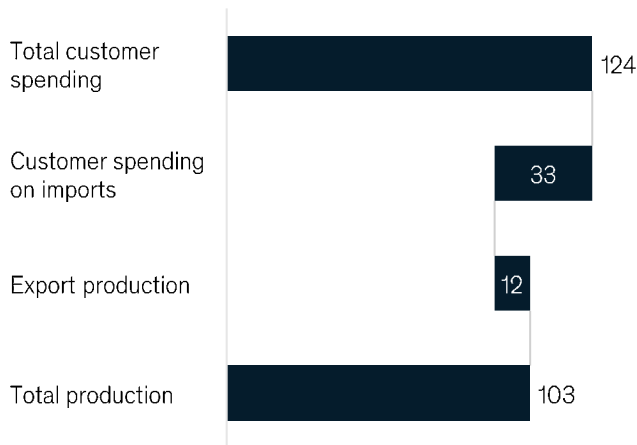 Total customer
spending
124
Customer spending
on imports
33
Export production
12
Total production
103